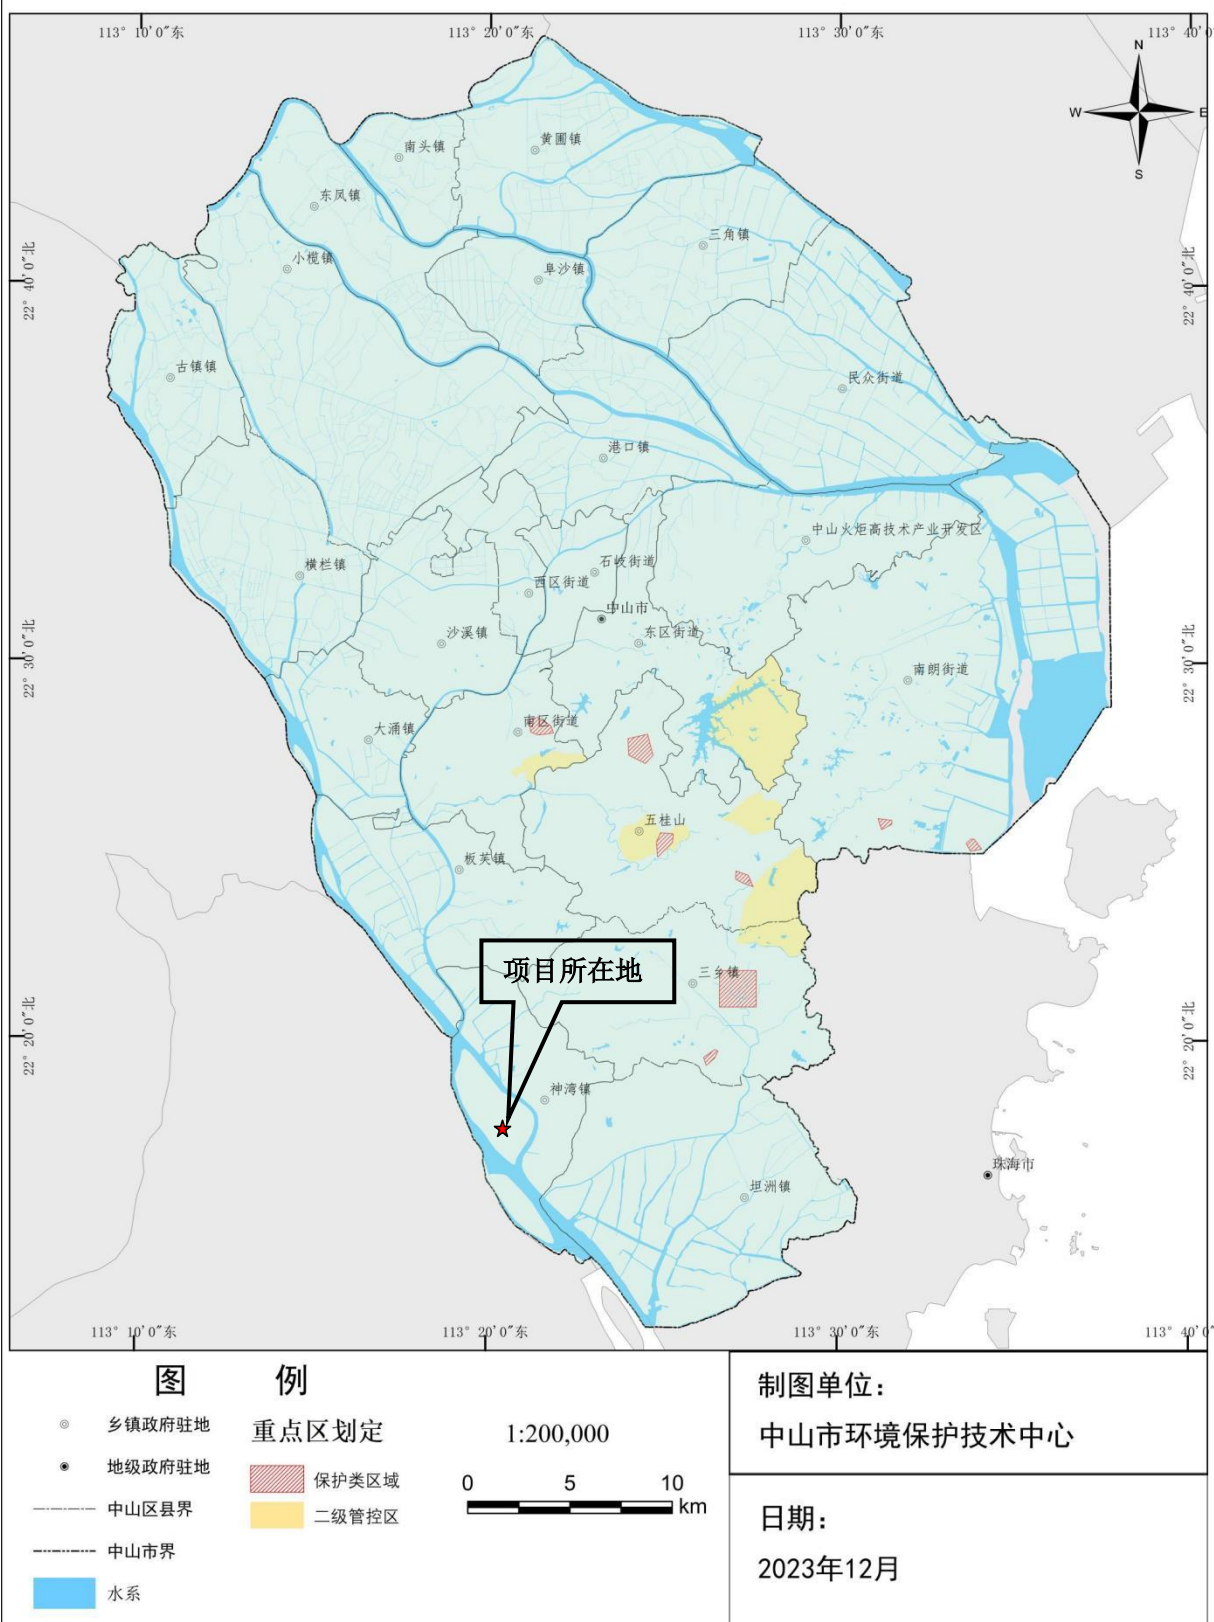 113° 10'0"东
113° 20'0"东
113° 30'0"东
113° 40'0"
N
W
E
S
南头镇
黄圃镇
东凤镇
三角镇
小榄镇
阜沙镇
22° 40'0"北
22° 40'0"北
古镇镇
民众街道
港口镇
中山火炬高技术产业开发区
横栏镇
石岐街道
西区街道
中山市
沙溪镇
东区街道
22° 30'0"北
22° 30'0"北
南朗街道
大涌镇
南区街道
五桂山
板芙镇
项目所在地
三乡镇
22° 20'0"北
22° 20'0"北
神湾镇
珠海市
坦洲镇
113° 10'0"东
113° 20'0"东
113° 30'0"东
113° 40'0"
图 例
乡镇政府驻地
地级政府驻地
中山区县界
中山市界
水系
重点区划定
保护类区域
二级管控区
1:200,000
0 5 10
km
制图单位：
中山市环境保护技术中心
日期：
2023年12月